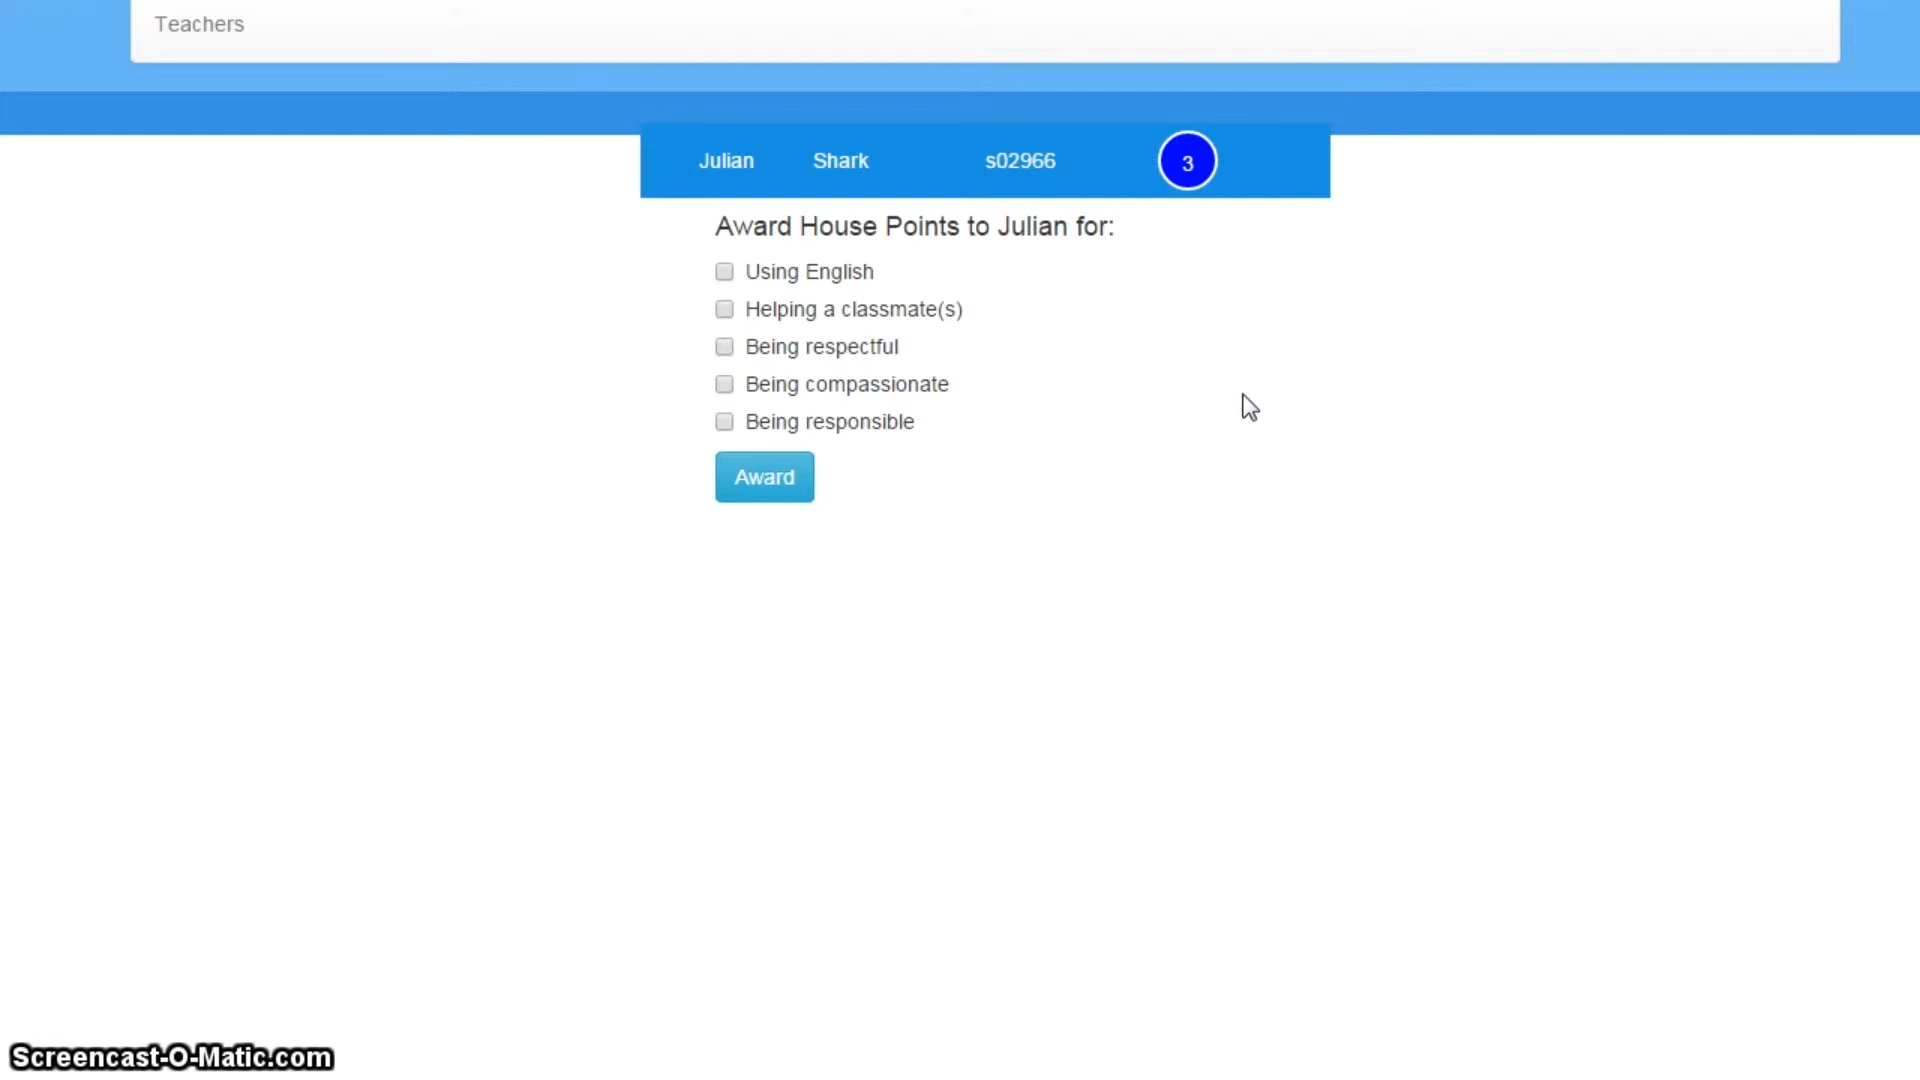 Teachers
Julian Shark s02966 3
Award House Points to Julian for:
Using English
Helping a classmate(s)
Being respectful
Being compassionate
Being responsible
Award
Screencast-O-Matic.com